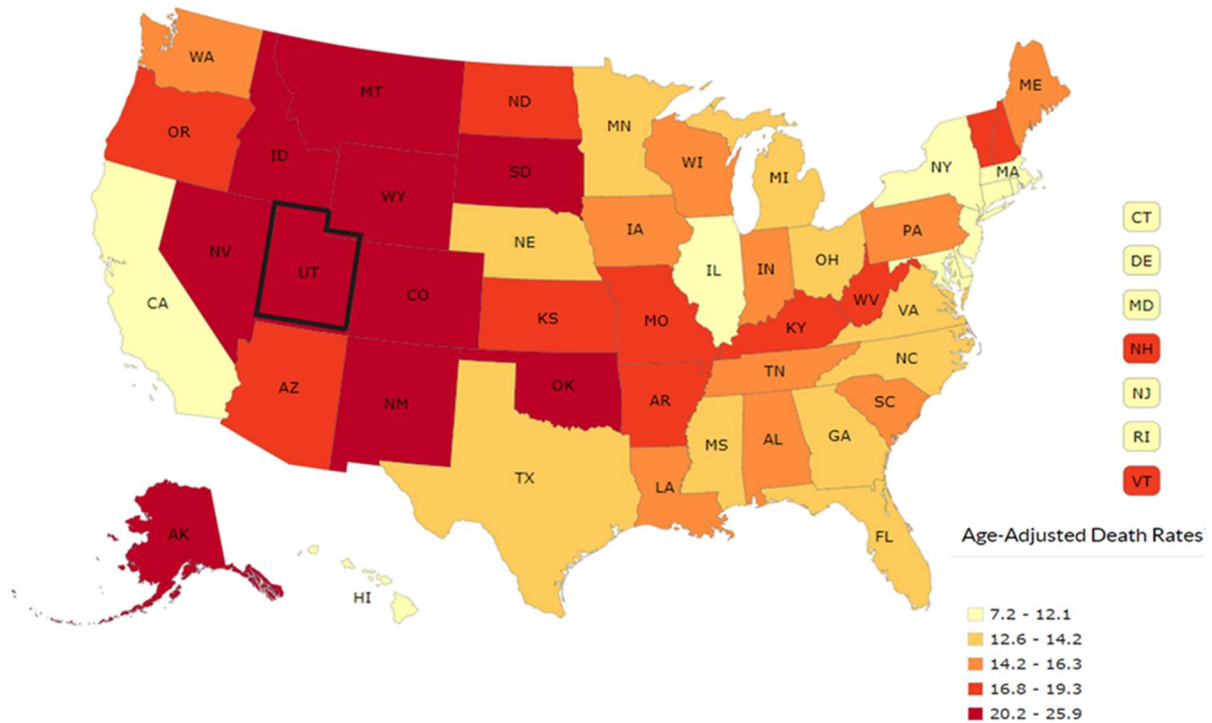 WA
MT
ND
MN
ME
OR
ID
SD
WI
MI
NY
MA
WY
IA
PA
NV
UT
NE
IL
IN
OH
CA
CO
KS
MO
KY
WV
VA
AZ
NM
OK
AR
TN
NC
SC
TX
MS
AL
GA
LA
FL
AK
HI
CT
DE
MD
NH
NJ
RI
VT
Age-Adjusted Death Rates
7.2 - 12.1
12.6 - 14.2
14.2 - 16.3
16.8 - 19.3
20.2 - 25.9